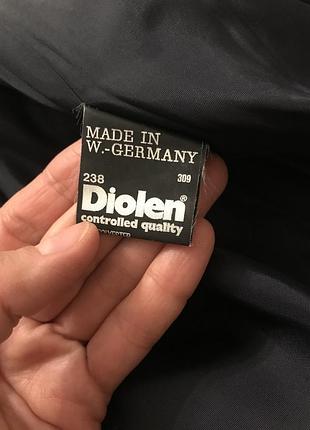 MADE IN
W.-GERMANY
238 309
Diolen®
controlled quality